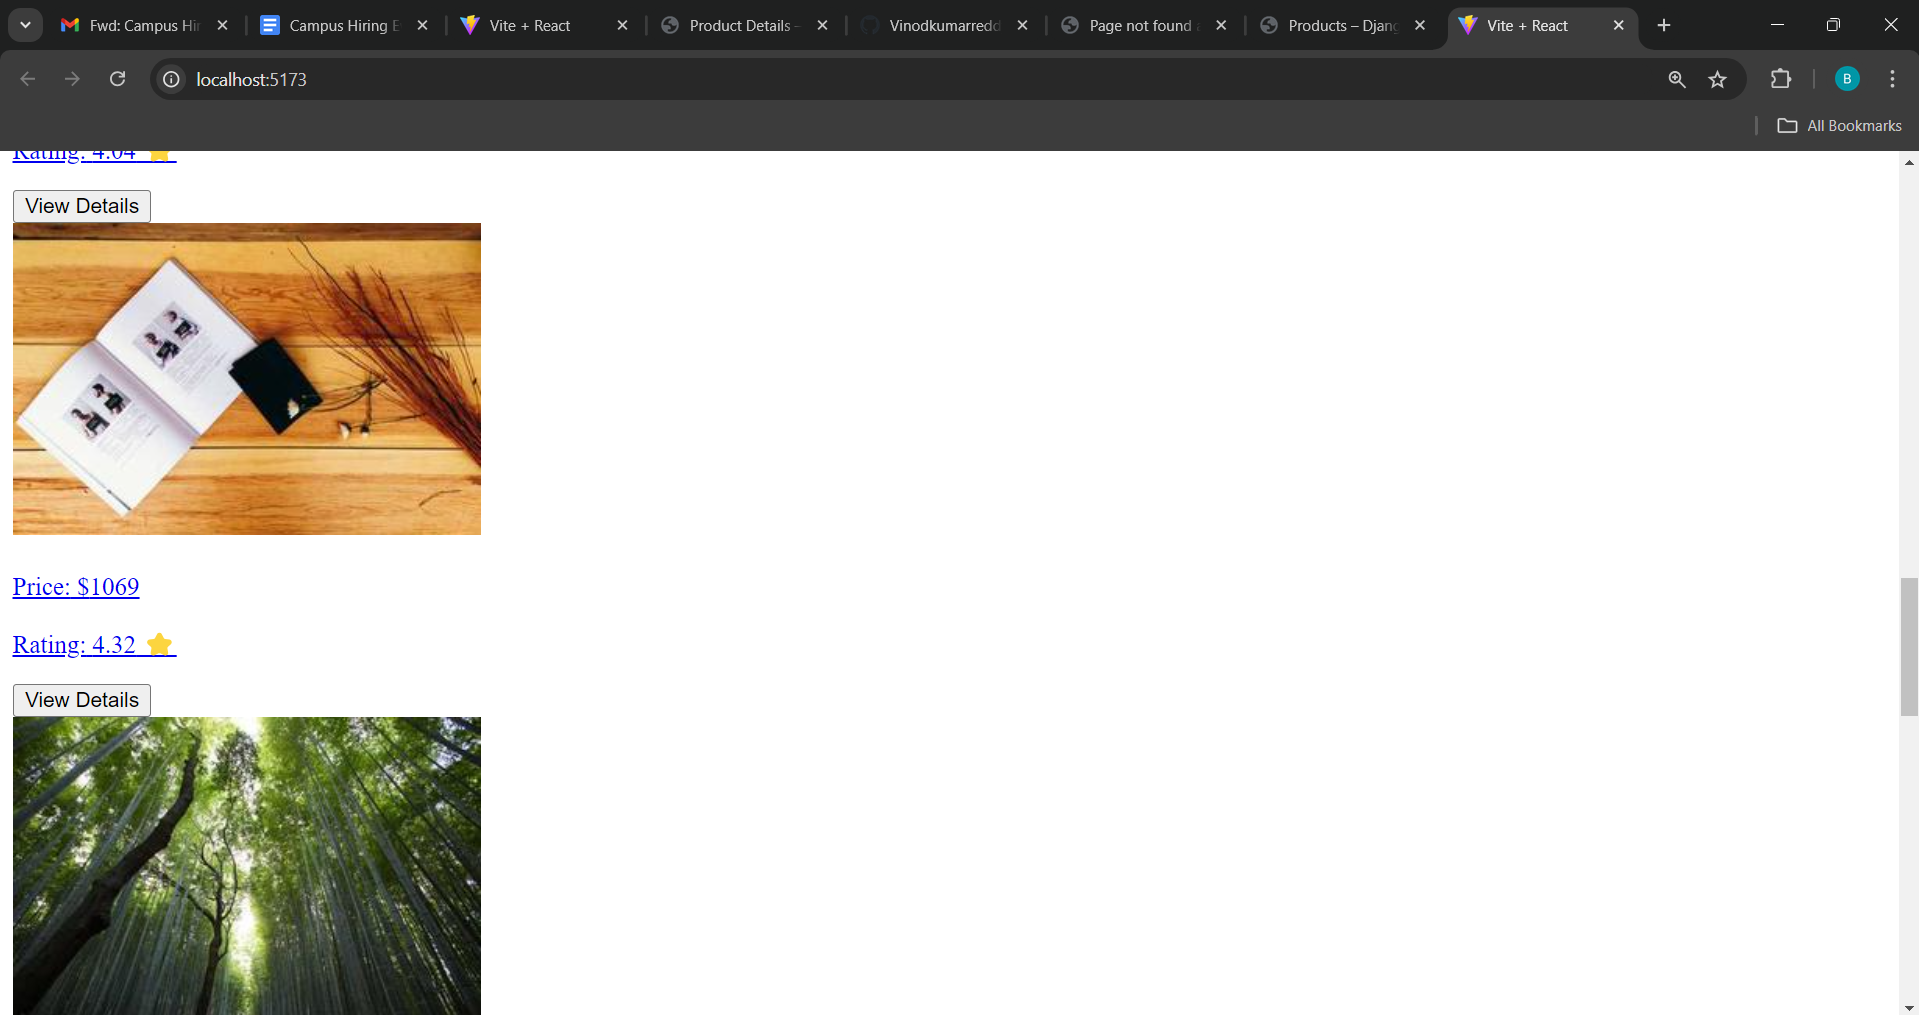 Fwd: Campus Hir
Campus Hiring E
Vite + React
Product Details –
Vinodkumarredd
Page not found a
Products – Djang
Vite + React
localhost:5173
B
All Bookmarks
Rating: 4.04 ⭐
View Details
Price: $1069
Rating: 4.32 ⭐
View Details